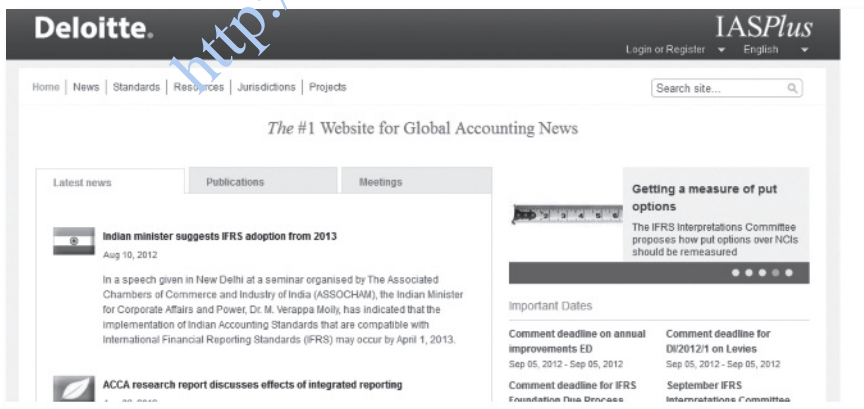 http:
Deloitte.
IASPlus
Login or Register English
Home | News | Standards | Resources | Jurisdictions | Projects
Search site...
The #1 Website for Global Accounting News
Latest news
Publications
Meetings
Indian minister suggests IFRS adoption from 2013
Aug 10, 2012
In a speech given in New Delhi at a seminar organised by The Associated
Chambers of Commerce and Industry of India (ASSOCHAM), the Indian Minister
for Corporate Affairs and Power, Dr. M. Verappa Moily, has indicated that the
implementation of Indian Accounting Standards that are compatible with
International Financial Reporting Standards (IFRS) may occur by April 1, 2013.
ACCA research report discusses effects of integrated reporting
2 3 4 5 6
Getting a measure of put
options
The IFRS Interpretations Committee
proposes how put options over NCIs
should be remeasured
Important Dates
Comment deadline on annual
improvements ED
Sep 05, 2012 - Sep 05, 2012
Comment deadline for
DI/2012/1 on Levies
Sep 05, 2012 - Sep 05, 2012
Comment deadline for IFRS
Foundation Due Process
September IFRS
Interpretations Committee